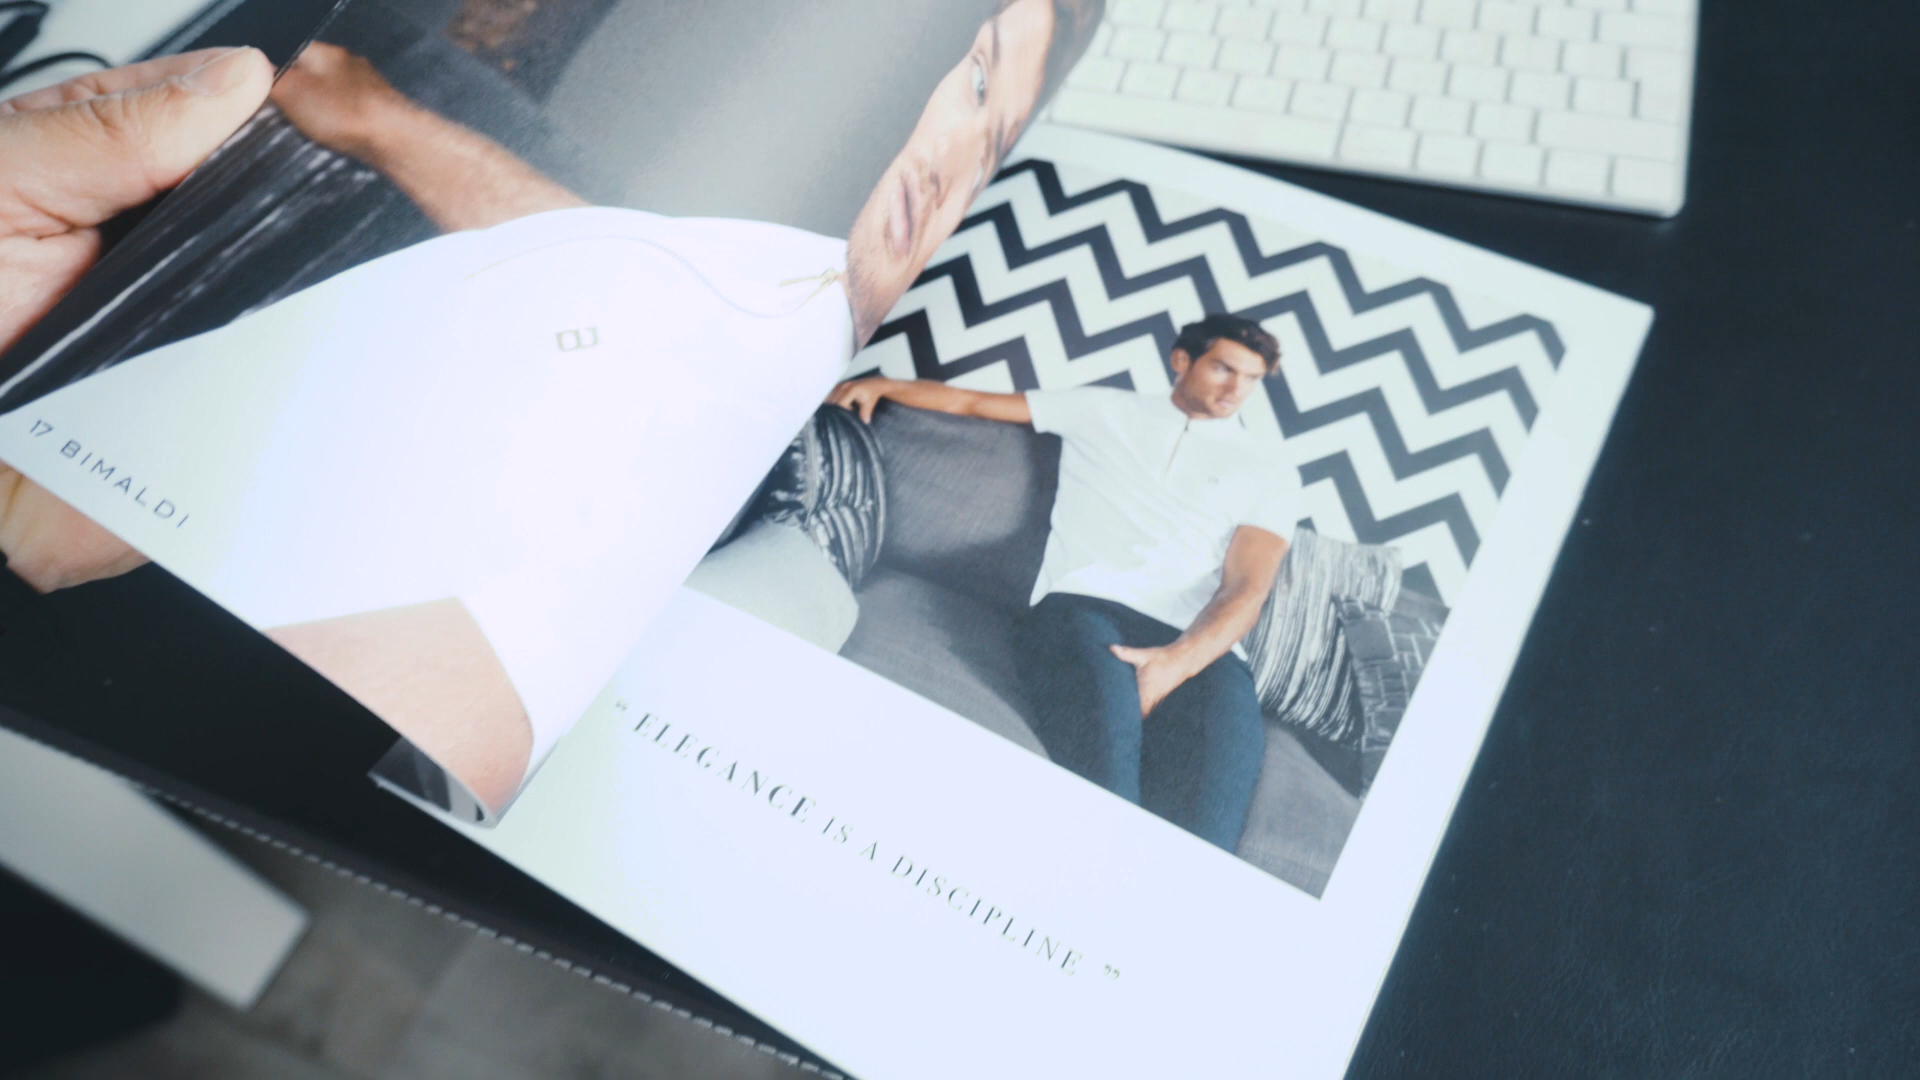 17 BIMALDI
“ ELEGANCE IS A DISCIPLINE ”